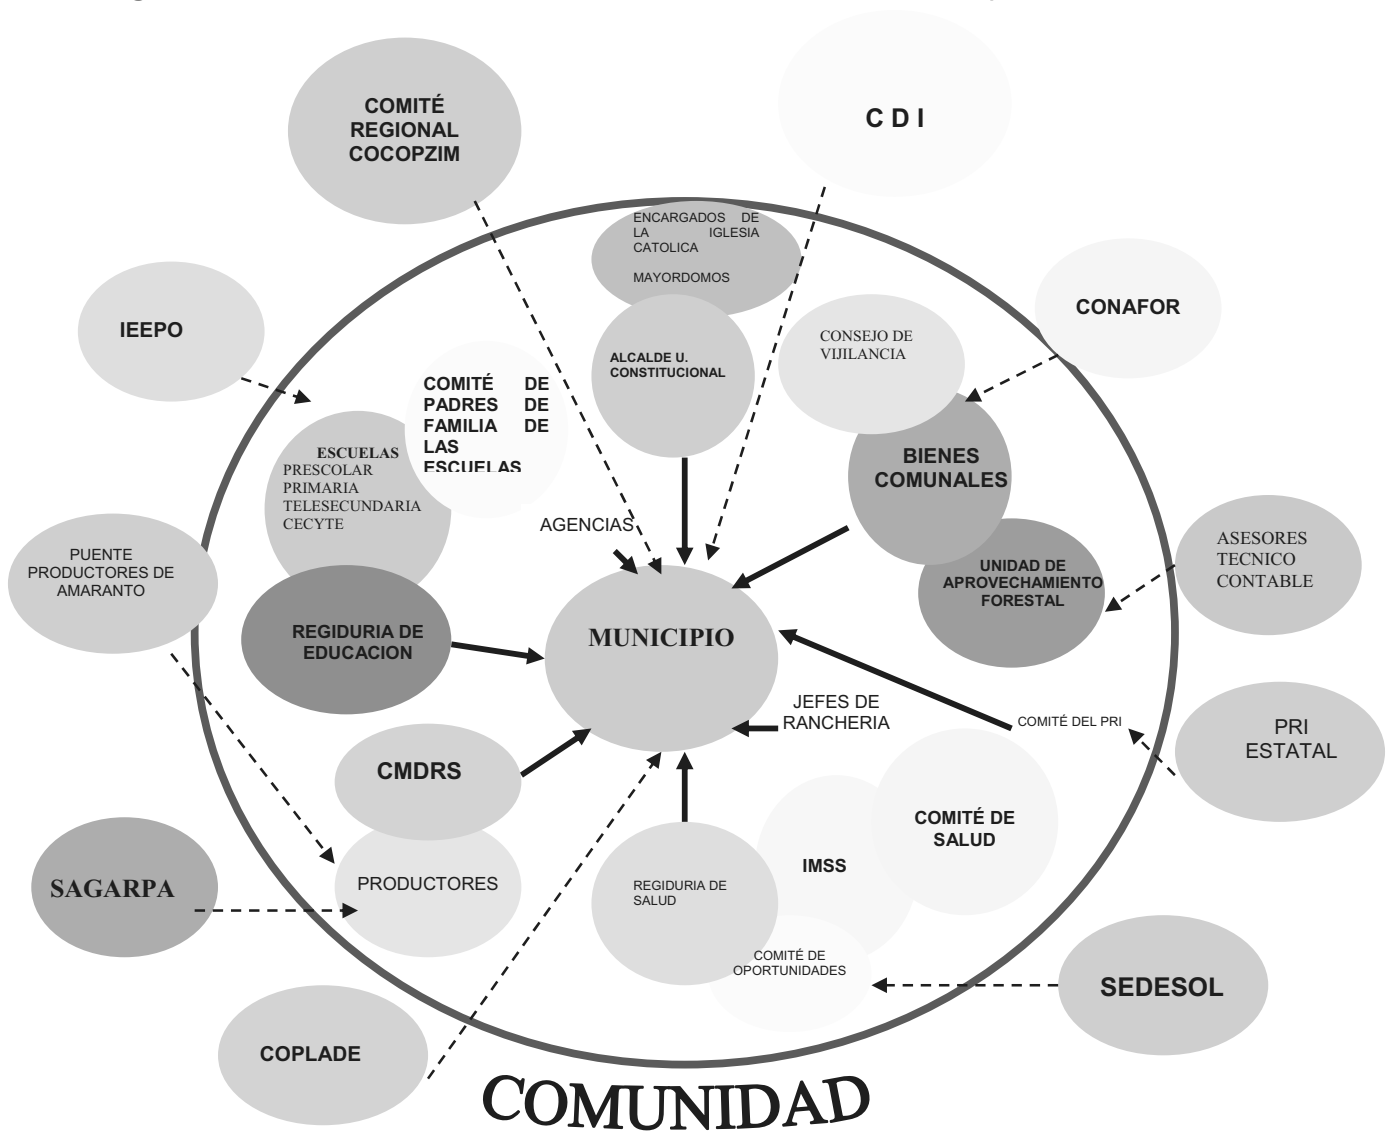 COMITÉ
REGIONAL
COCOPZIM
C D I
ENCARGADOS DE
LA IGLESIA
CATOLICA
MAYORDOMOS
CONAFOR
IEEPO
CONSEJO DE
VIJILANCIA
ALCALDE U.
CONSTITUCIONAL
COMITÉ DE
PADRES DE
FAMILIA DE
LAS
ESCUELAS
ESCUELAS
PRESCOLAR
PRIMARIA
TELESECUNDARIA
CECYTE
BIENES
COMUNALES
AGENCIAS
PUENTE
PRODUCTORES DE
AMARANTO
UNIDAD DE
APROVECHAMIENTO
FORESTAL
ASESORES
TECNICO
CONTABLE
REGIDURIA DE
EDUCACION
MUNICIPIO
JEFES DE
RANCHERIA
COMITÉ DEL PRI
PRI
ESTATAL
CMDRS
COMITÉ DE
SALUD
IMSS
SAGARPA
PRODUCTORES
REGIDURIA DE
SALUD
COMITÉ DE
OPORTUNIDADES
SEDESOL
COPLADE
COMUNIDAD